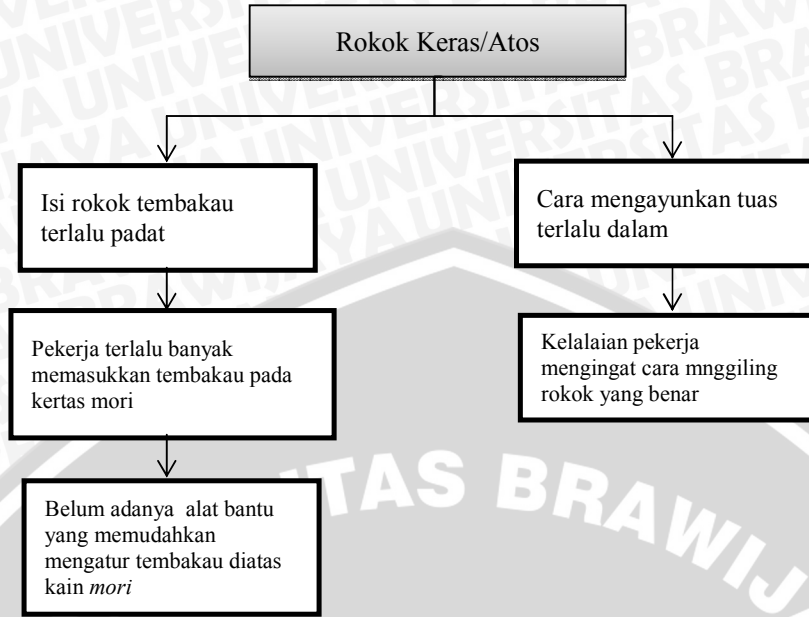 Rokok Keras/Atos
Isi rokok tembakau
terlalu padat
Cara mengayunkan tuas
terlalu dalam
Pekerja terlalu banyak
memasukkan tembakau pada
kertas mori
Kelalaian pekerja
mengingat cara mnggiling
rokok yang benar
Belum adanya alat bantu
yang memudahkan
mengatur tembakau diatas
kain mori
ITAS BRAWIJ